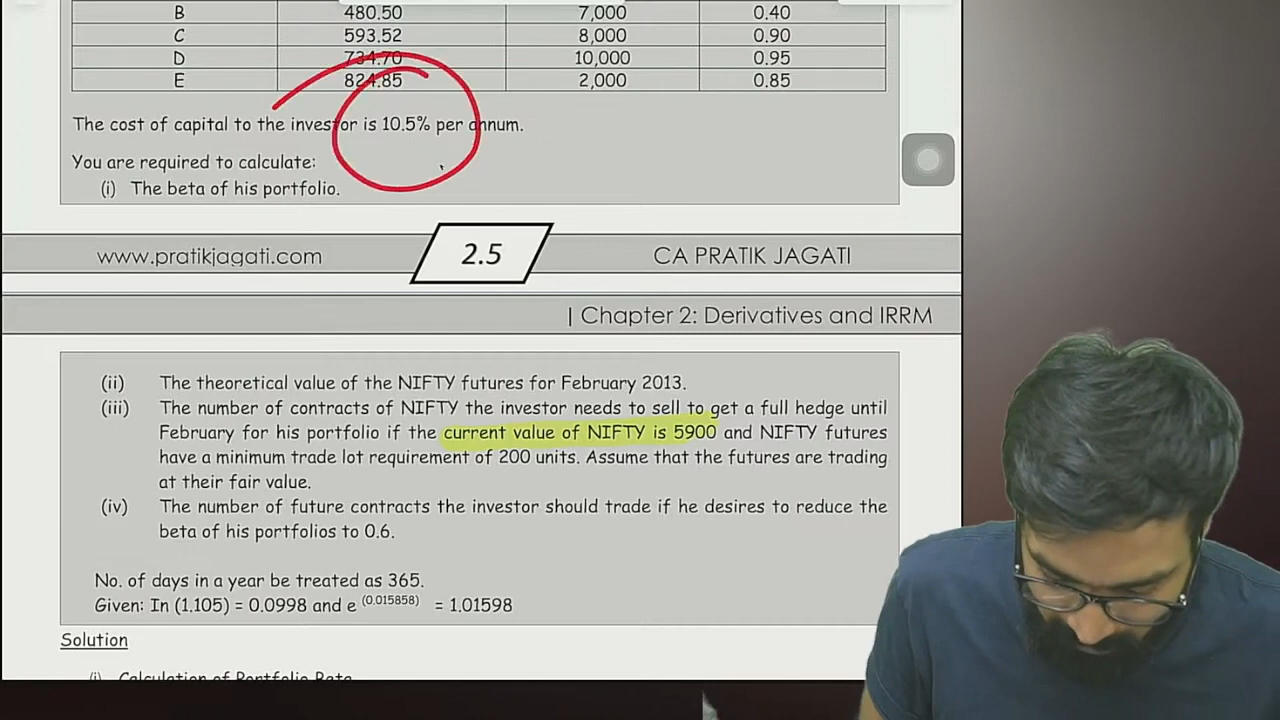 B 480.50 7,000 0.40
C 593.52 8,000 0.90
D 734.70 10,000 0.95
E 824.85 2,000 0.85
The cost of capital to the investor is 10.5% per annum.
You are required to calculate:
(i) The beta of his portfolio.
www.pratikjagati.com 2.5 CA PRATIK JAGATI
| Chapter 2: Derivatives and IRRM
(ii) The theoretical value of the NIFTY futures for February 2013.
(iii) The number of contracts of NIFTY the investor needs to sell to get a full hedge until
February for his portfolio if the current value of NIFTY is 5900 and NIFTY futures
have a minimum trade lot requirement of 200 units. Assume that the futures are trading
at their fair value.
(iv) The number of future contracts the investor should trade if he desires to reduce the
beta of his portfolios to 0.6.
No. of days in a year be treated as 365.
Given: In (1.105) = 0.0998 and e (0.015858) = 1.01598
Solution
(i) Calculation of Portfolio Beta